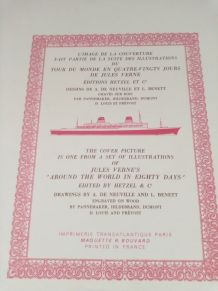 L'IMAGE DE LA COUVERTURE
FAIT PARTIE DE LA SUITE DES ILLUSTRATIONS
DU
TOUR DU MONDE EN QUATRE-VINGTS JOURS
DE JULES VERNE
ÉDITIONS HETZEL ET Cⁱᵉ
DESSINS DE A. DE NEUVILLE ET L. BENETT
GRAVÉS SUR BOIS
PAR PANNEMAKER, HILDIBRAND, DUMONT
D. LOUIS ET PRÉVOST
THE COVER PICTURE
IS ONE FROM A SET OF ILLUSTRATIONS
OF
JULES VERNE'S
"AROUND THE WORLD IN EIGHTY DAYS"
EDITED BY HETZEL & C°
DRAWINGS BY A. DE NEUVILLE AND L. BENETT
ENGRAVED ON WOOD
BY PANNEMAKER, HILDIBRAND, DUMONT
D. LOUIS AND PRÉVOST
IMPRIMERIE TRANSATLANTIQUE PARIS
MAQUETTE R. BOUVARD
PRINTED IN FRANCE